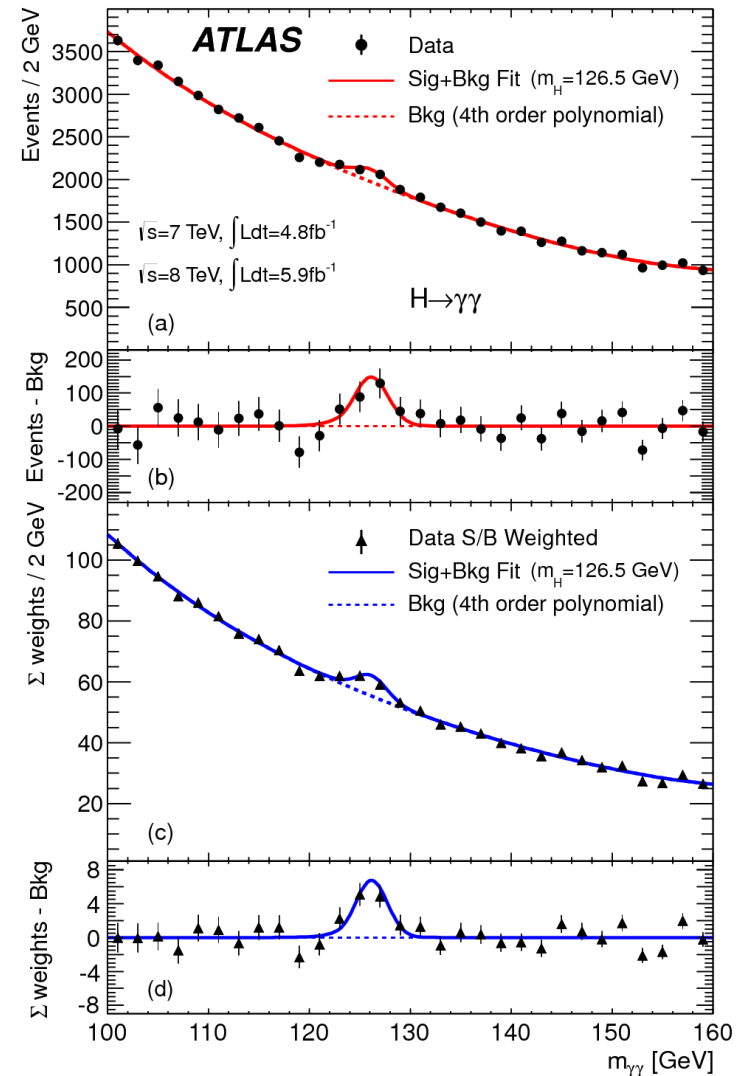 ATLAS
Data
Sig+Bkg Fit (mH=126.5 GeV)
Bkg (4th order polynomial)
Events / 2 GeV
3500
3000
2500
2000
1500
1000
500
√s=7 TeV, ∫Ldt=4.8fb-1
√s=8 TeV, ∫Ldt=5.9fb-1
H→γγ
(a)
Events - Bkg
200
100
0
-100
-200
(b)
Σ weights / 2 GeV
100
80
60
40
20
Data S/B Weighted
Sig+Bkg Fit (mH=126.5 GeV)
Bkg (4th order polynomial)
(c)
Σ weights - Bkg
8
4
0
-4
-8
(d)
100 110 120 130 140 150 160
mγγ [GeV]